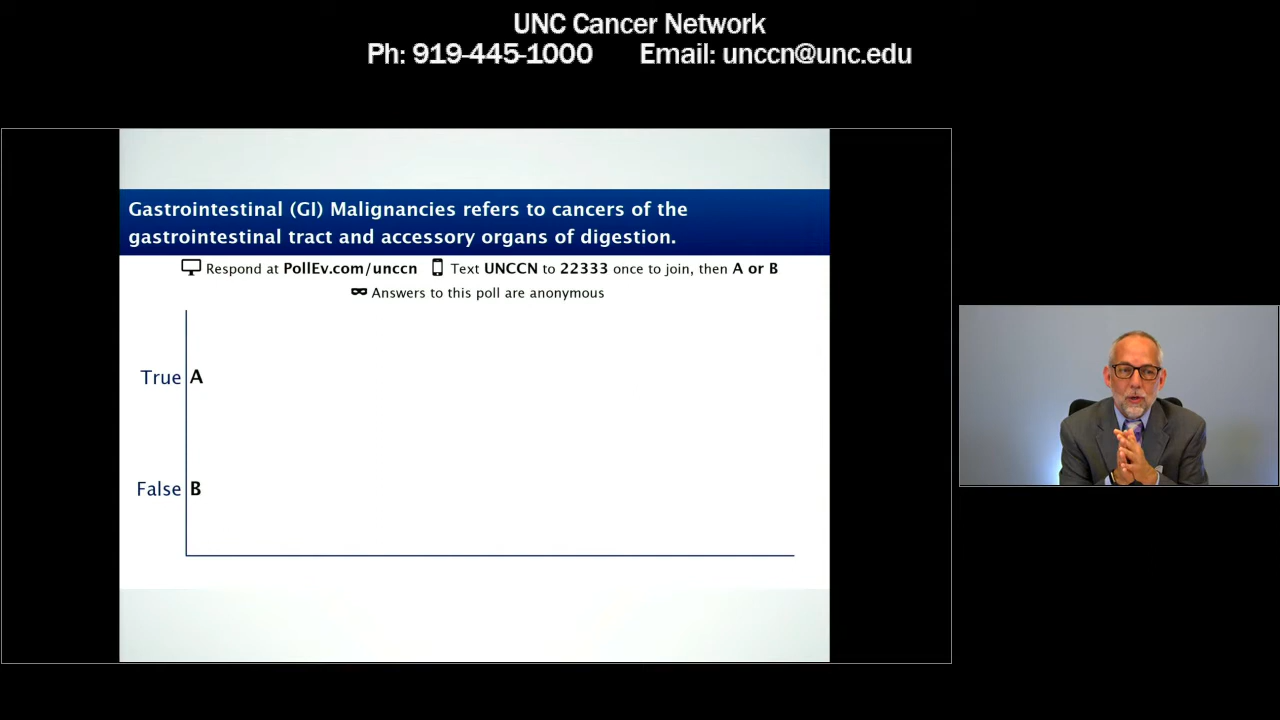 UNC Cancer Network
Ph: 919-445-1000 Email: unccn@unc.edu
Gastrointestinal (GI) Malignancies refers to cancers of the
gastrointestinal tract and accessory organs of digestion.
Respond at PollEv.com/unccn Text UNCCN to 22333 once to join, then A or B
Answers to this poll are anonymous
True A
False B